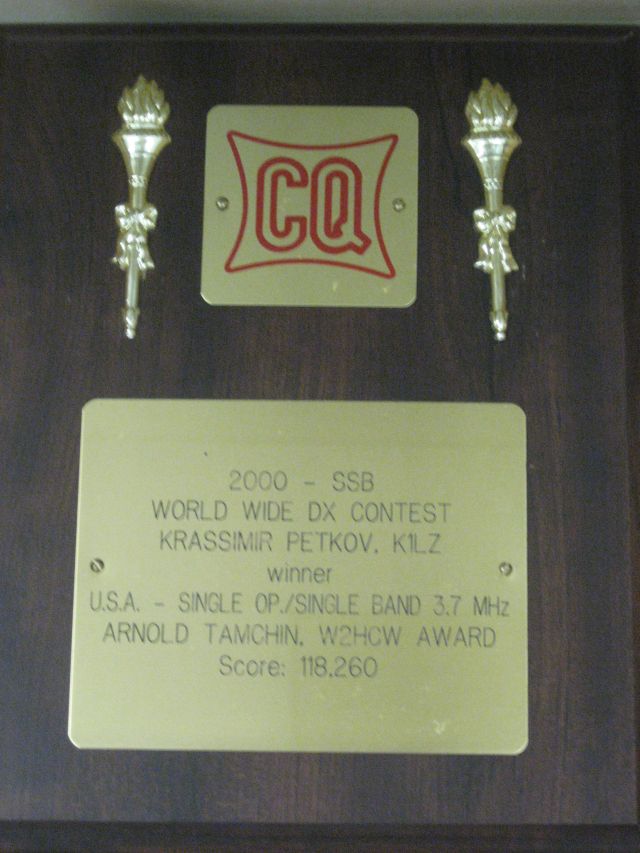 CQ
2000 - SSB
WORLD WIDE DX CONTEST
KRASSIMIR PETKOV, K1LZ
winner
U.S.A. - SINGLE OP./SINGLE BAND 3.7 MHz
ARNOLD TAMCHIN, W2HCW AWARD
Score: 118,260